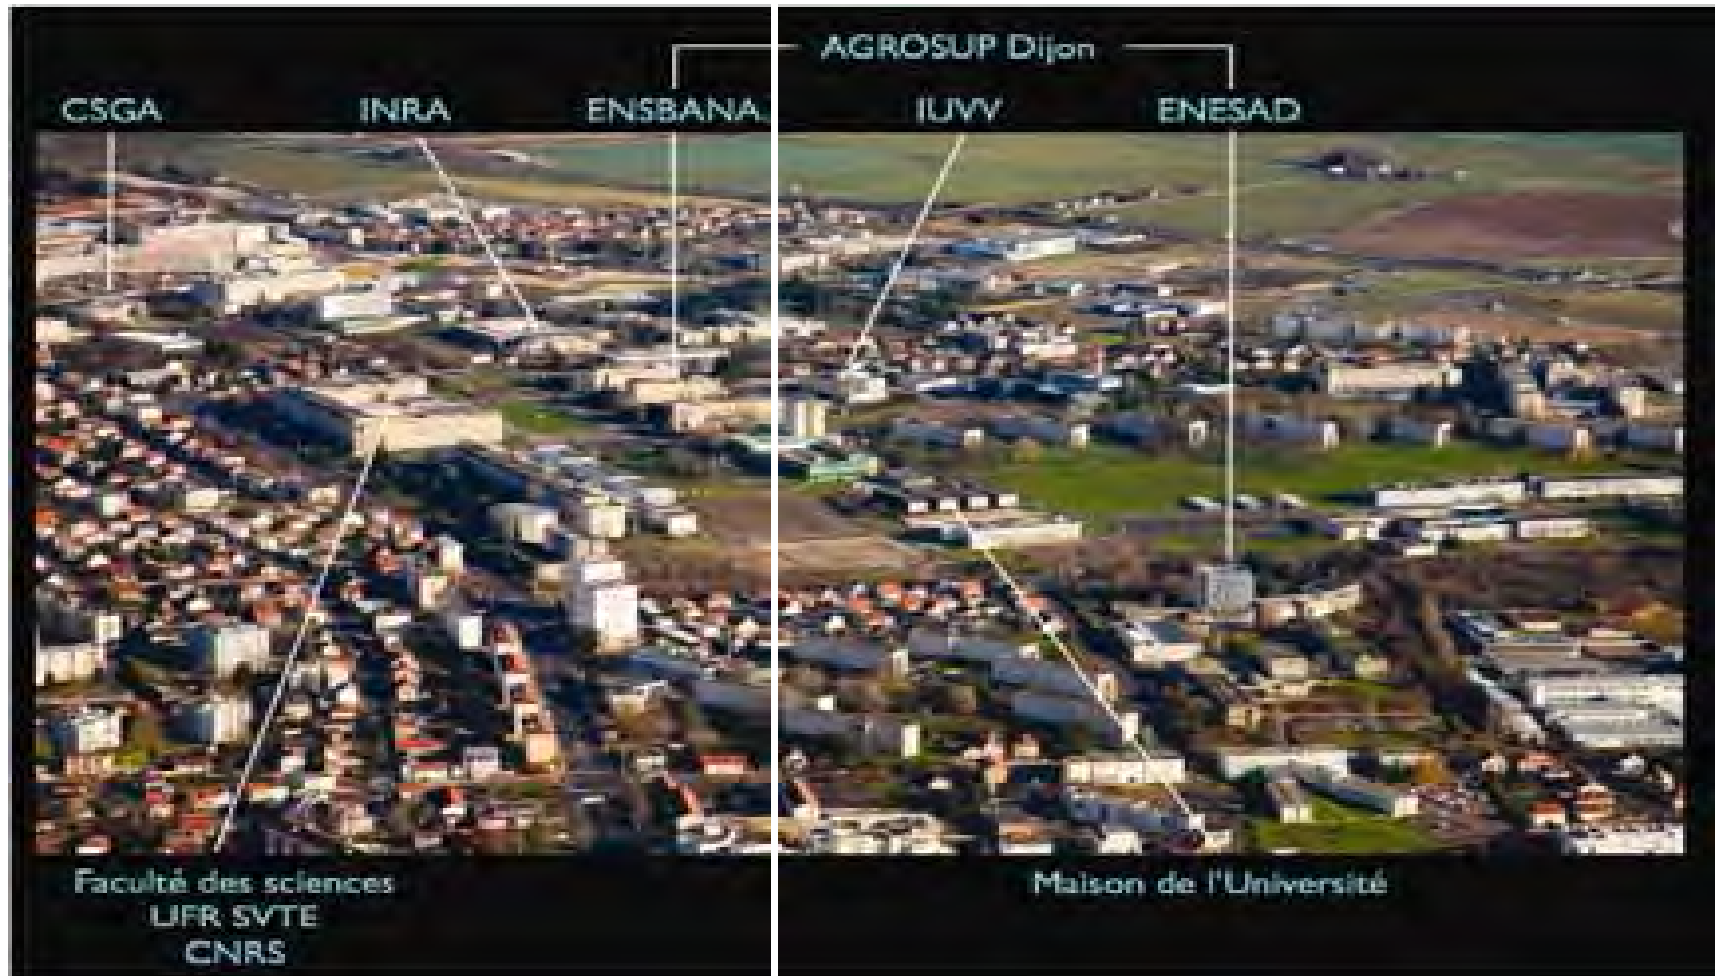 AGROSUP Dijon
CSGA INRA ENSBANA IUVV ENESAD
Faculté des sciences
UFR SVTE
CNRS
Maison de l'Université